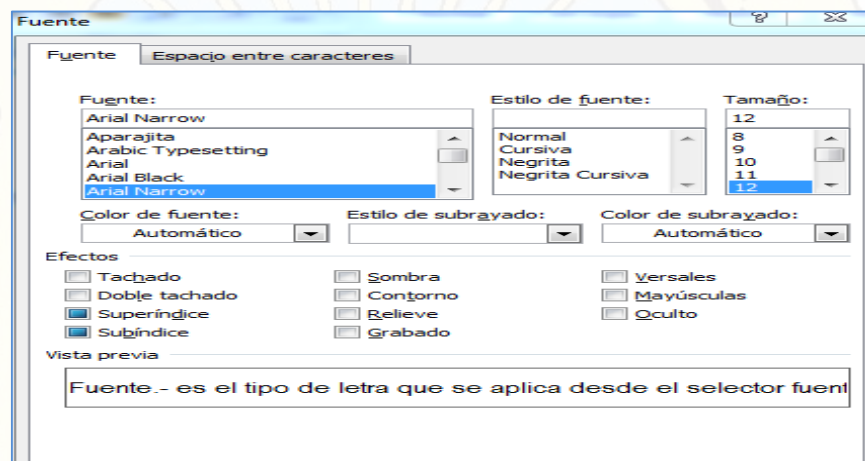 Fuente
Fuente Espacio entre caracteres
Fuente: Estilo de fuente: Tamaño:
Arial Narrow 12
Aparajita Normal 8
Arabic Typesetting Cursiva 9
Arial Negrita 10
Arial Black Negrita Cursiva 11
Arial Narrow 12
Color de fuente: Estilo de subrayado: Color de subrayado:
Automático Automático
Efectos
Tachado Sombra Versales
Doble tachado Contorno Mayúsculas
Superíndice Relieve Oculto
Subíndice Grabado
Vista previa
Fuente.- es el tipo de letra que se aplica desde el selector fuent